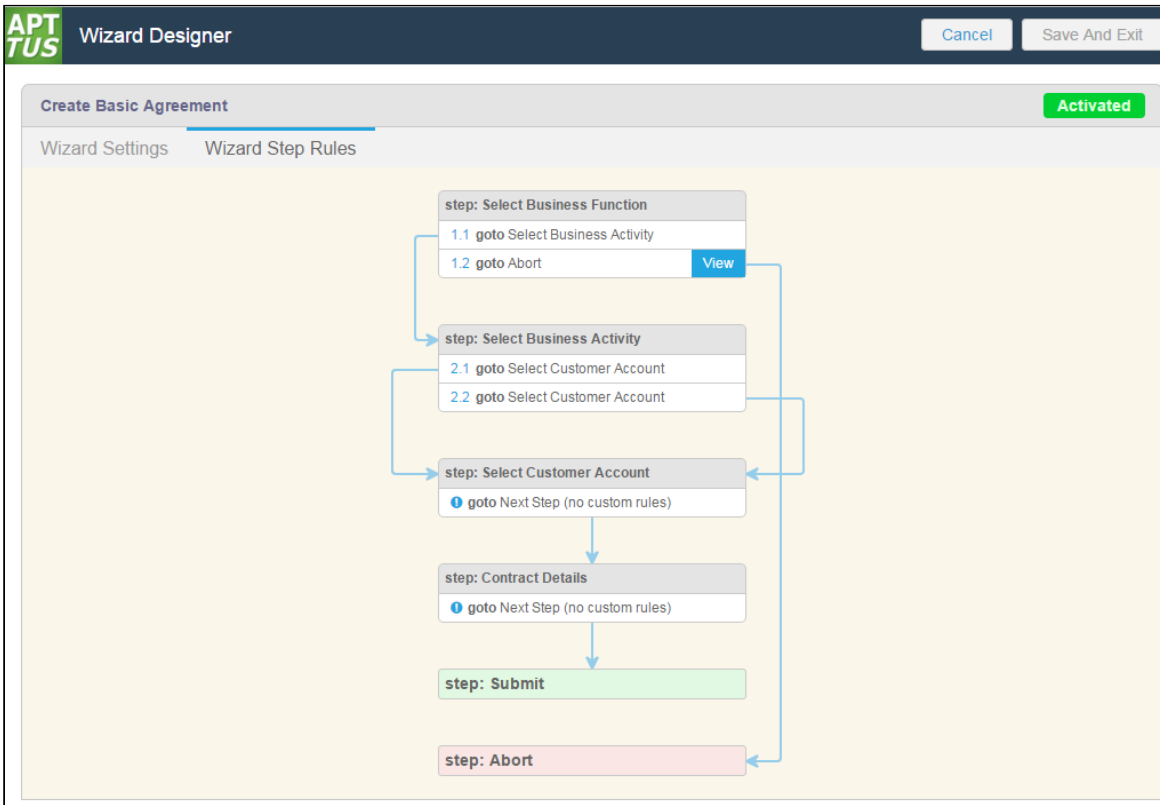 APT
TUS
Wizard Designer
Cancel
Save And Exit
Create Basic Agreement
Activated
Wizard Settings
Wizard Step Rules
step: Select Business Function
1.1 goto Select Business Activity
1.2 goto Abort
View
step: Select Business Activity
2.1 goto Select Customer Account
2.2 goto Select Customer Account
step: Select Customer Account
! goto Next Step (no custom rules)
step: Contract Details
! goto Next Step (no custom rules)
step: Submit
step: Abort